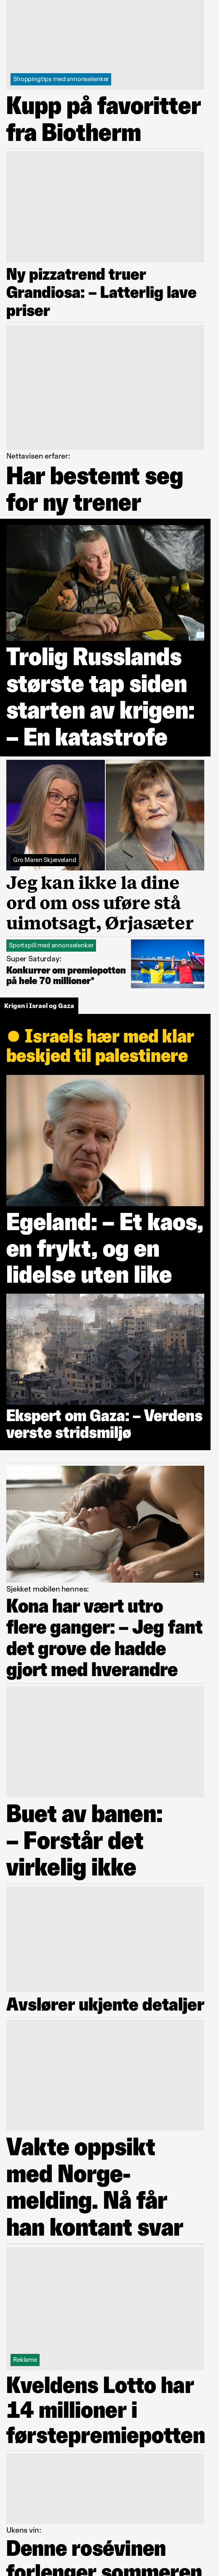 Shoppingtips med annonselenker
Kupp på favoritter
fra Biotherm
Ny pizzatrend truer
Grandiosa: – Latterlig lave
priser
Nettavisen erfarer:
Har bestemt seg
for ny trener
Trolig Russlands
største tap siden
starten av krigen:
– En katastrofe
Gro Maren Skjæveland
Jeg kan ikke la dine
ord om oss uføre stå
uimotsagt, Ørjasæter
Sportsspill med annonselenker
Super Saturday:
Konkurrer om premiepotten
på hele 70 millioner*
Krigen i Israel og Gaza
Israels hær med klar
beskjed til palestinere
Egeland: – Et kaos,
en frykt, og en
lidelse uten like
Ekspert om Gaza: – Verdens
verste stridsmiljø
Sjekket mobilen hennes:
Kona har vært utro
flere ganger: – Jeg fant
det grove de hadde
gjort med hverandre
Buet av banen:
– Forstår det
virkelig ikke
Avslører ukjente detaljer
Vakte oppsikt
med Norge-
melding. Nå får
han kontant svar
Reklame
Kveldens Lotto har
14 millioner i
førstepremiepotten
Ukens vin:
Denne rosévinen
forlenger sommeren